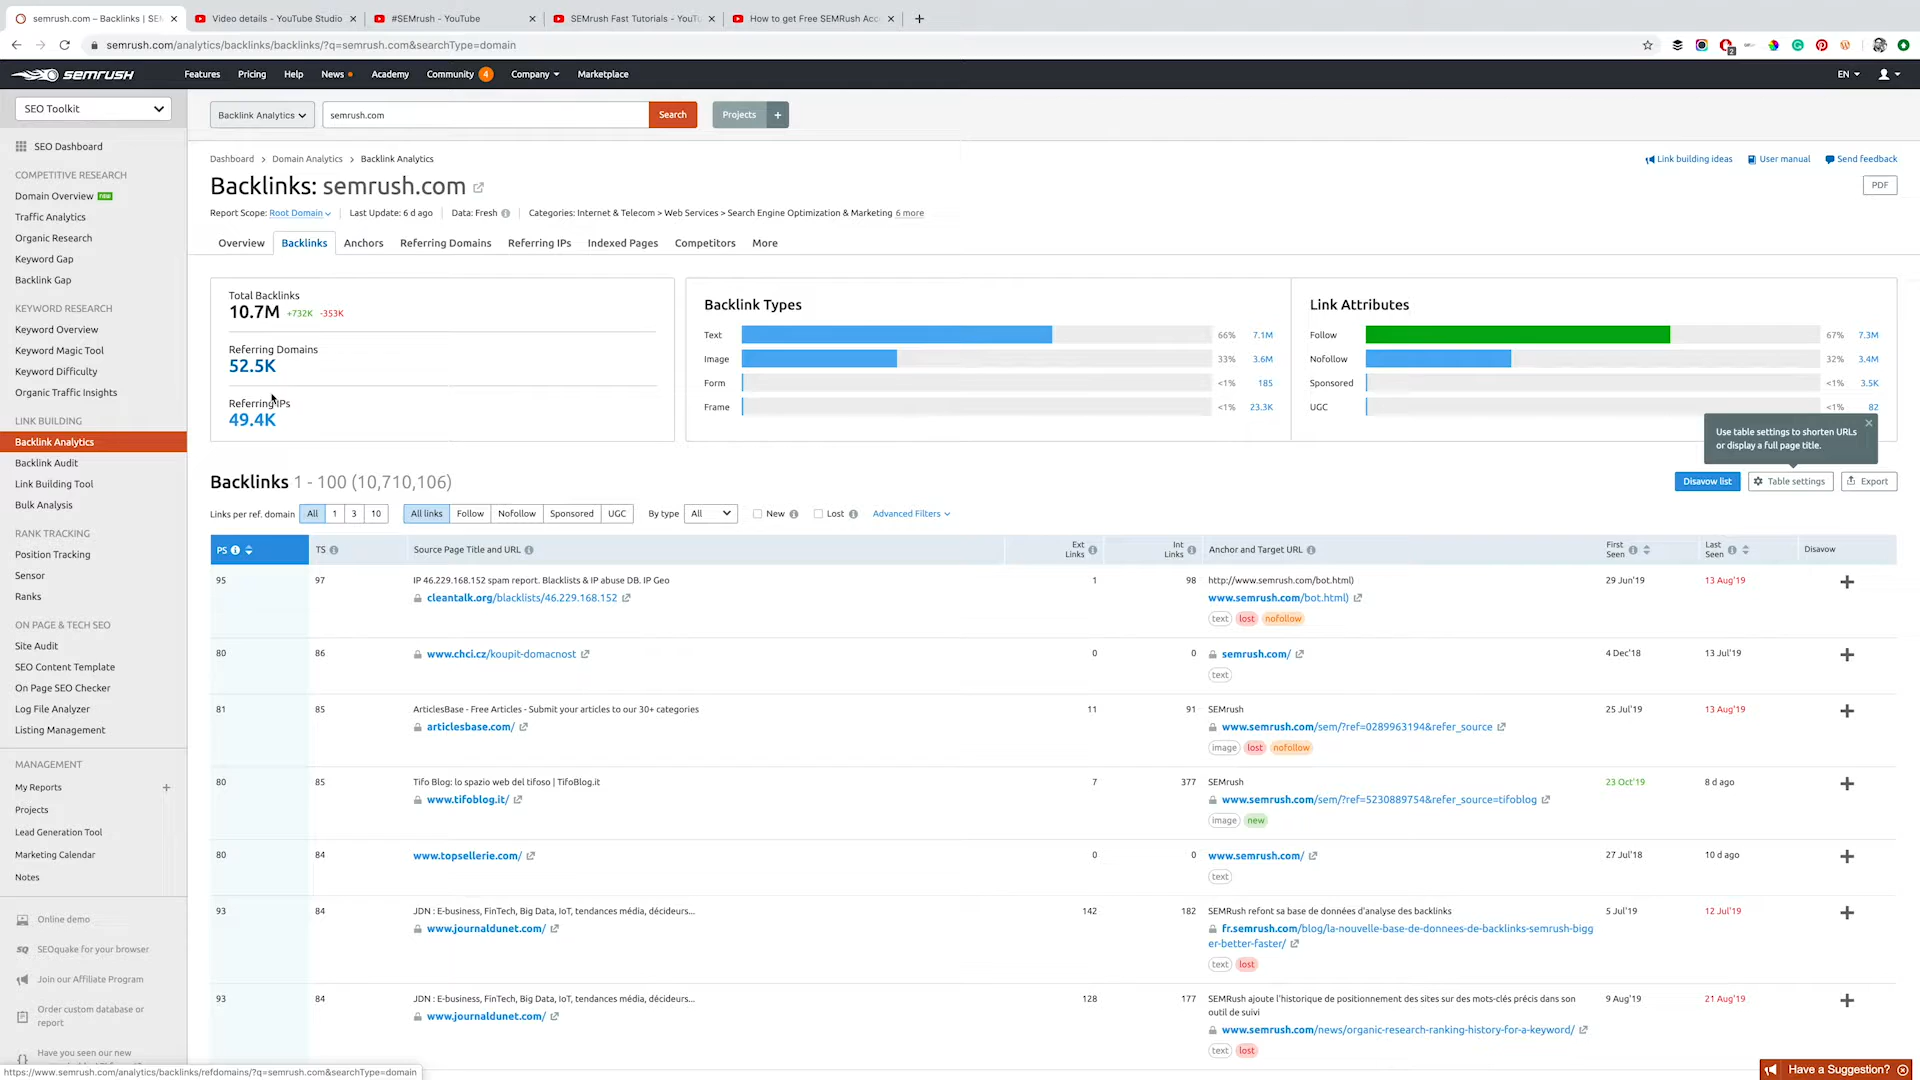 semrush.com – Backlinks | SEM
Video details - YouTube Studio
#SEMrush - YouTube
SEMrush Fast Tutorials - YouTu
How to get Free SEMRush Acc
semrush.com/analytics/backlinks/backlinks/?q=semrush.com&searchType=domain
SEMRUSH
Features
Pricing
Help
News
Academy
Community 4
Company
Marketplace
EN
SEO Toolkit
Backlink Analytics
semrush.com
Search
Projects +
SEO Dashboard
COMPETITIVE RESEARCH
Domain Overview NEW
Traffic Analytics
Organic Research
Keyword Gap
Backlink Gap
KEYWORD RESEARCH
Keyword Overview
Keyword Magic Tool
Keyword Difficulty
Organic Traffic Insights
LINK BUILDING
Backlink Analytics
Backlink Audit
Link Building Tool
Bulk Analysis
RANK TRACKING
Position Tracking
Sensor
Ranks
ON PAGE & TECH SEO
Site Audit
SEO Content Template
On Page SEO Checker
Log File Analyzer
Listing Management
MANAGEMENT
My Reports +
Projects
Lead Generation Tool
Marketing Calendar
Notes
Online demo
SEOquake for your browser
Join our Affiliate Program
Order custom database or
report
Have you seen our new
https://www.semrush.com/analytics/backlinks/refdomains/?q=semrush.com&searchType=domain
Dashboard > Domain Analytics > Backlink Analytics
Link building ideas
User manual
Send feedback
Backlinks: semrush.com
PDF
Report Scope: Root Domain
Last Update: 6 d ago
Data: Fresh
Categories: Internet & Telecom > Web Services > Search Engine Optimization & Marketing 6 more
Overview
Backlinks
Anchors
Referring Domains
Referring IPs
Indexed Pages
Competitors
More
Total Backlinks
10.7M +732K -353K
Referring Domains
52.5K
Referring IPs
49.4K
Backlink Types
Text 66% 7.1M
Image 33% 3.6M
Form <1% 185
Frame <1% 23.3K
Link Attributes
Follow 67% 7.3M
Nofollow 32% 3.4M
Sponsored <1% 3.5K
UGC <1% 82
Use table settings to shorten URLs
or display a full page title.
Backlinks 1 - 100 (10,710,106)
Disavow list
Table settings
Export
Links per ref. domain All 1 3 10
All links Follow Nofollow Sponsored UGC
By type All
New
Lost
Advanced Filters
PS TS Source Page Title and URL Ext Links Int Links Anchor and Target URL First Seen Last Seen Disavow
95 97 IP 46.229.168.152 spam report. Blacklists & IP abuse DB. IP Geo 1 98 http://www.semrush.com/bot.html) 29 Jun'19 13 Aug'19
cleantalk.org/blacklists/46.229.168.152 www.semrush.com/bot.html)
text lost nofollow
80 86 www.chci.cz/koupit-domacnost 0 0 semrush.com/ 4 Dec'18 13 Jul'19
text
81 85 ArticlesBase - Free Articles - Submit your articles to our 30+ categories 11 91 SEMrush 25 Jul'19 13 Aug'19
articlesbase.com/ www.semrush.com/sem/?ref=0289963194&refer_source
image lost nofollow
80 85 Tifo Blog: lo spazio web del tifoso | TifoBlog.it 7 377 SEMrush 23 Oct'19 8 d ago
www.tifoblog.it/ www.semrush.com/sem/?ref=5230889754&refer_source=tifoblog
image new
80 84 www.topsellerie.com/ 0 0 www.semrush.com/ 27 Jul'18 10 d ago
text
93 84 JDN : E-business, FinTech, Big Data, IoT, tendances média, décideurs... 142 182 SEMRush refont sa base de données d'analyse des backlinks 5 Jul'19 12 Jul'19
www.journaldunet.com/ fr.semrush.com/blog/la-nouvelle-base-de-donnees-de-backlinks-semrush-bigg
er-better-faster/
text lost
93 84 JDN : E-business, FinTech, Big Data, IoT, tendances média, décideurs... 128 177 SEMRush ajoute l'historique de positionnement des sites sur des mots-clés précis dans son 9 Aug'19 21 Aug'19
outil de suivi
www.journaldunet.com/ www.semrush.com/news/organic-research-ranking-history-for-a-keyword/
text lost
Have a Suggestion?